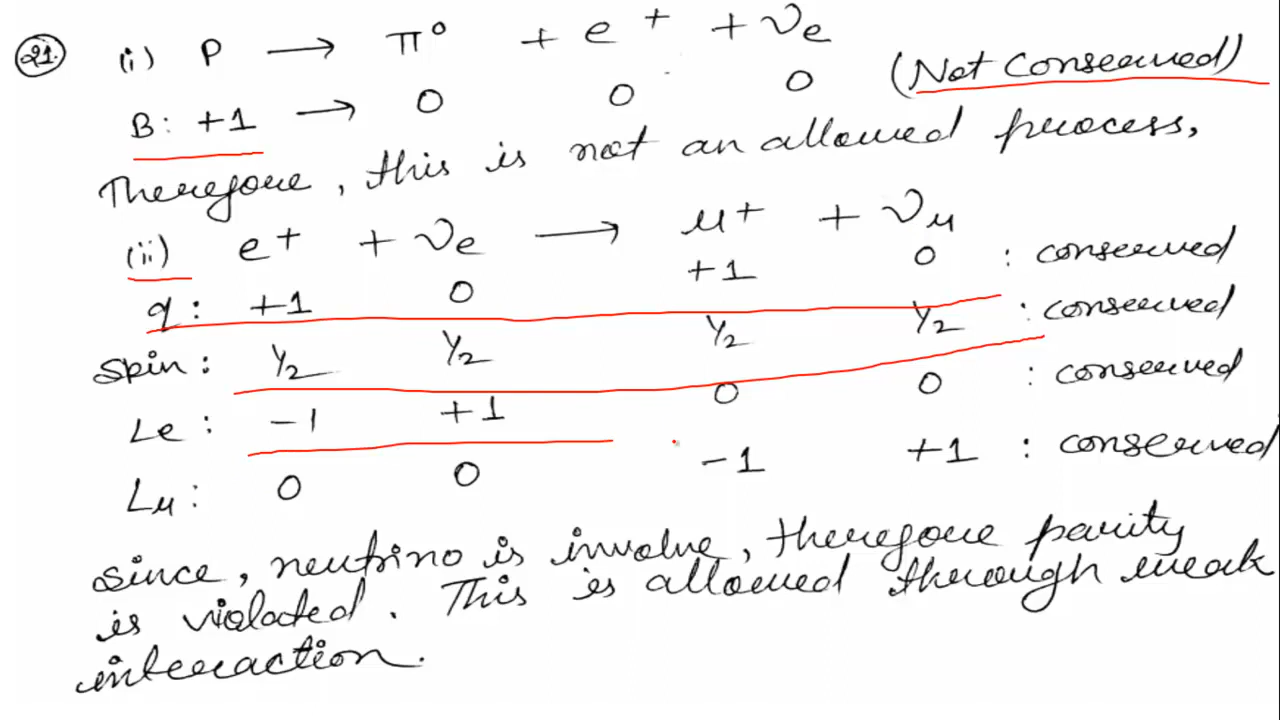 21. (i) P → π⁰ + e⁺ + νe
B: +1 → 0 0 0 (Not Conserved)
Therefore, this is not an allowed process,
(ii) e⁺ + νe → μ⁺ + νμ
q: +1 0 +1 0 : conserved
Spin: 1/2 1/2 1/2 1/2 : conserved
Le: -1 +1 0 0 : conserved
Lμ: 0 0 -1 +1 : conserved
since, neutrino is involve, therefore parity
is violated. This is allowed through weak
interaction.